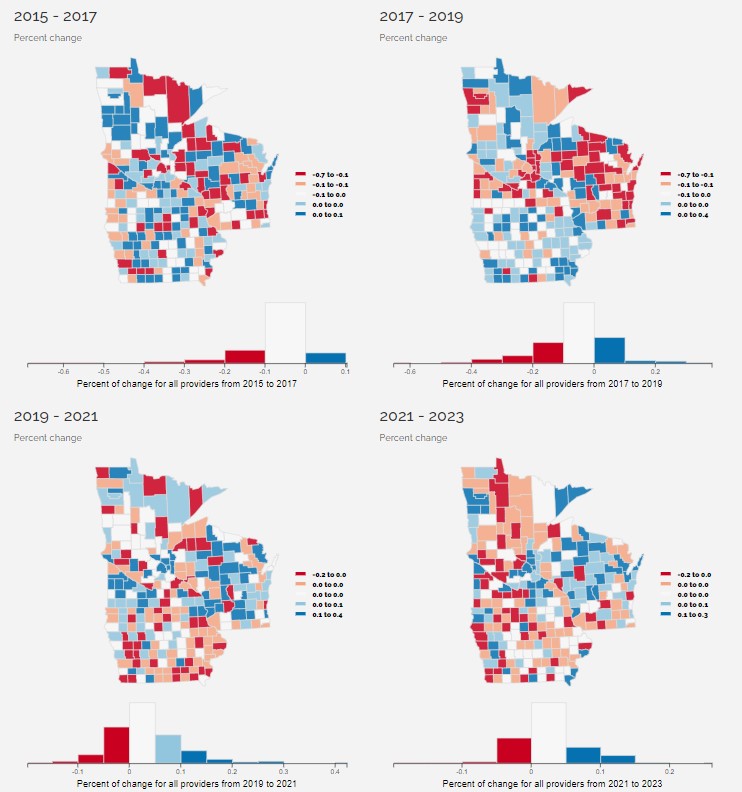 2015 - 2017
Percent change
-0.7 to -0.1
-0.1 to -0.1
-0.1 to 0.0
0.0 to 0.0
0.0 to 0.1
-0.6 -0.5 -0.4 -0.3 -0.2 -0.1 0 0.1
Percent of change for all providers from 2015 to 2017
2017 - 2019
Percent change
-0.7 to -0.1
-0.1 to -0.1
-0.1 to 0.0
0.0 to 0.0
0.0 to 0.4
-0.6 -0.4 -0.2 0 0.2
Percent of change for all providers from 2017 to 2019
2019 - 2021
Percent change
-0.2 to 0.0
0.0 to 0.0
0.0 to 0.0
0.0 to 0.1
0.1 to 0.4
-0.1 0 0.1 0.2 0.3 0.4
Percent of change for all providers from 2019 to 2021
2021 - 2023
Percent change
-0.2 to 0.0
0.0 to 0.0
0.0 to 0.0
0.0 to 0.1
0.1 to 0.3
-0.1 0 0.1 0.2
Percent of change for all providers from 2021 to 2023